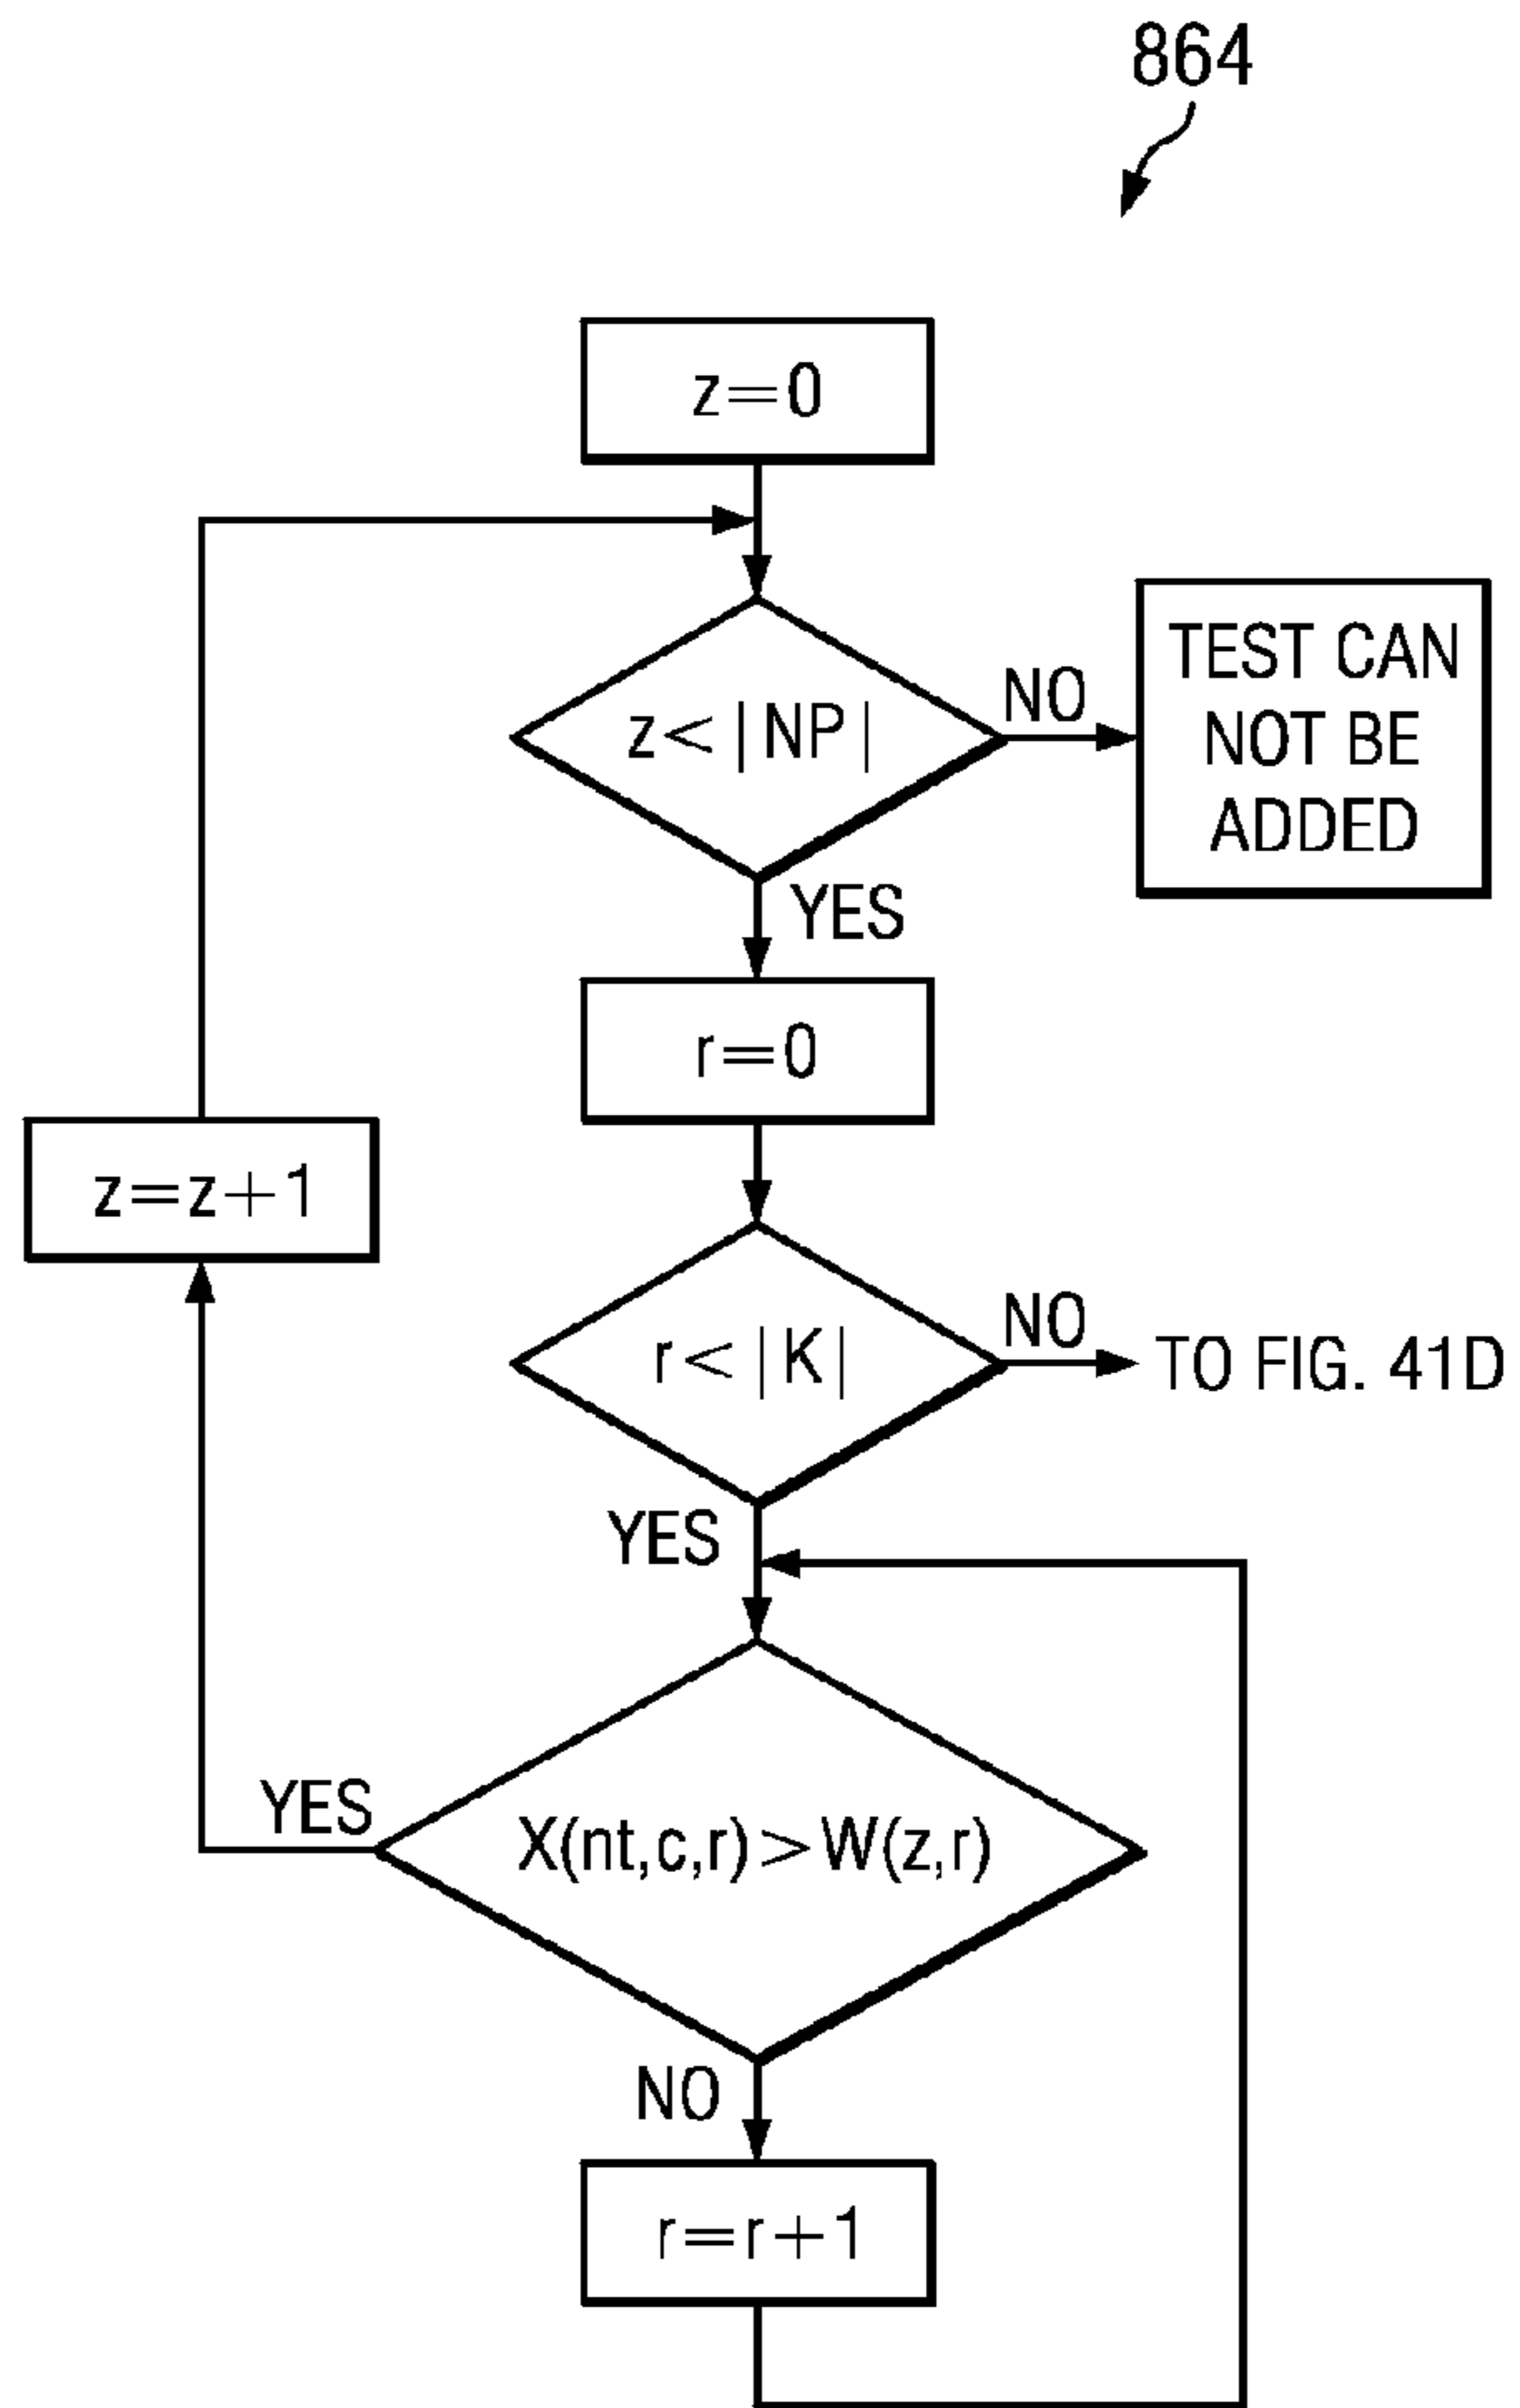 864
z=0
z<|NP|
NO
TEST CAN
NOT BE
ADDED
YES
r=0
z=z+1
r<|K|
NO
TO FIG. 41D
YES
YES
X(nt,c,r)>W(z,r)
NO
r=r+1